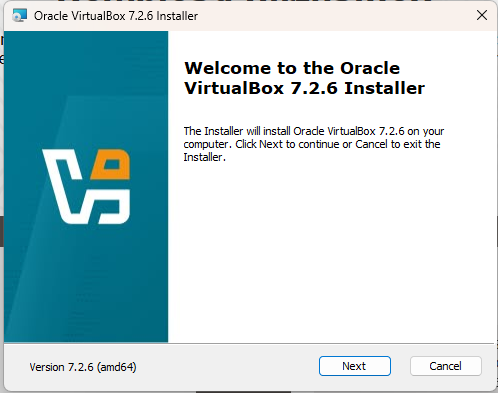 Oracle VirtualBox 7.2.6 Installer
Welcome to the Oracle
VirtualBox 7.2.6 Installer
The Installer will install Oracle VirtualBox 7.2.6 on your
computer. Click Next to continue or Cancel to exit the
Installer.
Version 7.2.6 (amd64)
Next
Cancel